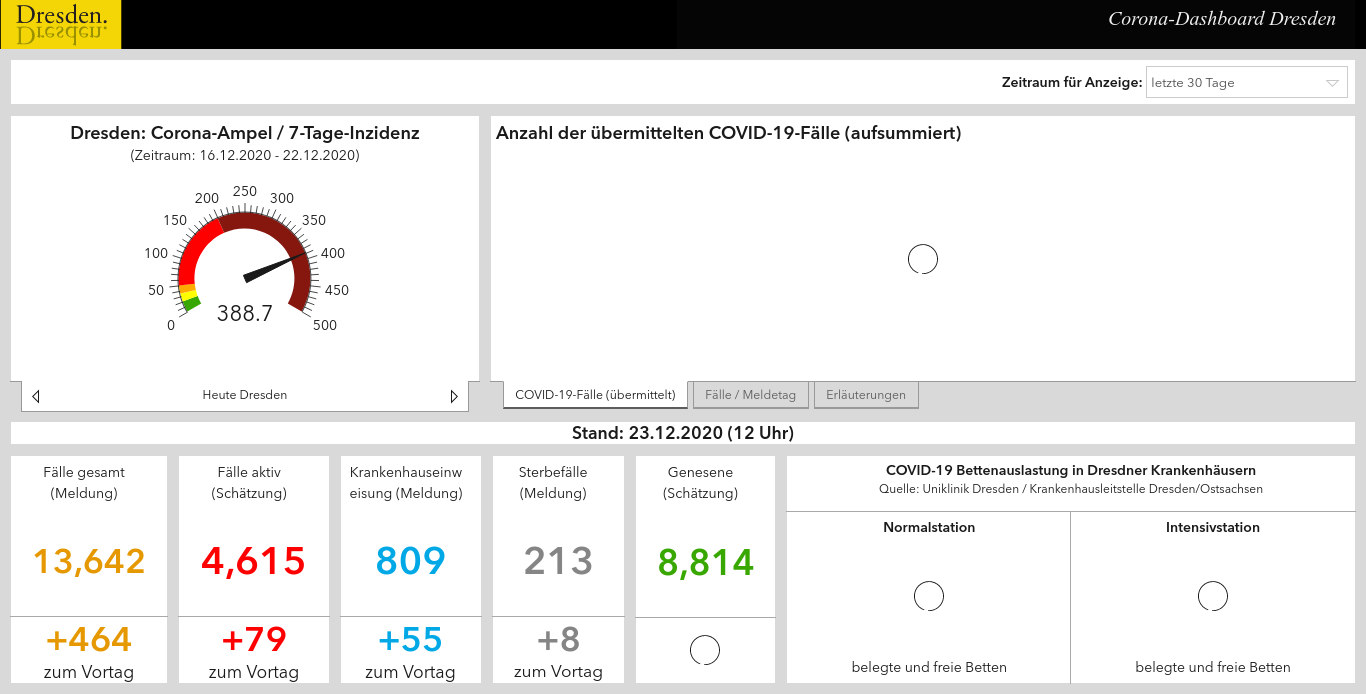 Dresden.
Dresden.
Corona-Dashboard Dresden
Zeitraum für Anzeige: letzte 30 Tage
Dresden: Corona-Ampel / 7-Tage-Inzidenz
(Zeitraum: 16.12.2020 - 22.12.2020)
0
50
100
150
200
250
300
350
400
450
500
388.7
Heute Dresden
Anzahl der übermittelten COVID-19-Fälle (aufsummiert)
COVID-19-Fälle (übermittelt)
Fälle / Meldetag
Erläuterungen
Stand: 23.12.2020 (12 Uhr)
Fälle gesamt
(Meldung)
13,642
+464
zum Vortag
Fälle aktiv
(Schätzung)
4,615
+79
zum Vortag
Krankenhauseinw
eisung (Meldung)
809
+55
zum Vortag
Sterbefälle
(Meldung)
213
+8
zum Vortag
Genesene
(Schätzung)
8,814
COVID-19 Bettenauslastung in Dresdner Krankenhäusern
Quelle: Uniklinik Dresden / Krankenhausleitstelle Dresden/Ostsachsen
Normalstation
belegte und freie Betten
Intensivstation
belegte und freie Betten